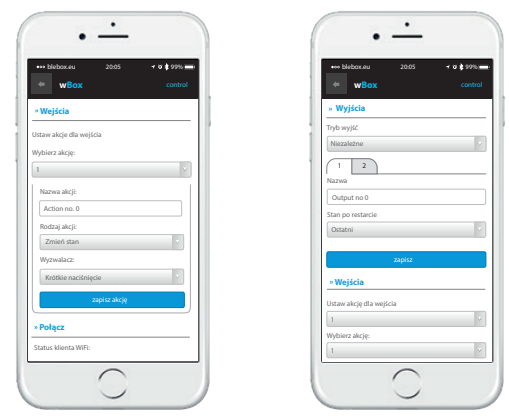 blebox.eu 20:05 99%
wBox control
» Wejścia
Ustaw akcje dla wejścia
Wybierz akcję:
1
Nazwa akcji:
Action no. 0
Rodzaj akcji:
Zmień stan
Wyzwalacz:
Krótkie naciśnięcie
zapisz akcję
» Połącz
Status klienta WiFi:
blebox.eu 20:05 99%
wBox control
» Wyjścia
Tryb wyjść
Niezależne
1 2
Nazwa
Output no 0
Stan po restarcie
Ostatni
zapisz
» Wejścia
Ustaw akcję dla wejścia
1
Wybierz akcję:
1